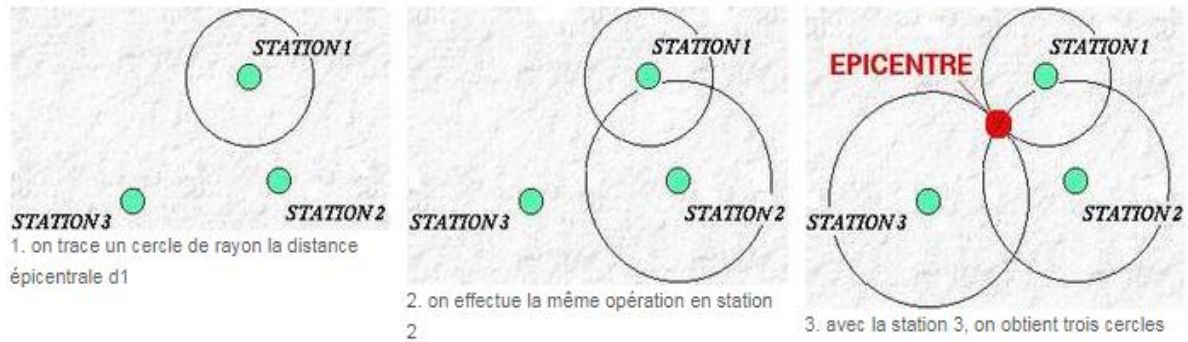 STATION 1
STATION 2
STATION 3
1. on trace un cercle de rayon la distance
épicentrale d1
STATION 1
STATION 2
STATION 3
2. on effectue la même opération en station
2
EPICENTRE
STATION 1
STATION 2
STATION 3
3. avec la station 3, on obtient trois cercles